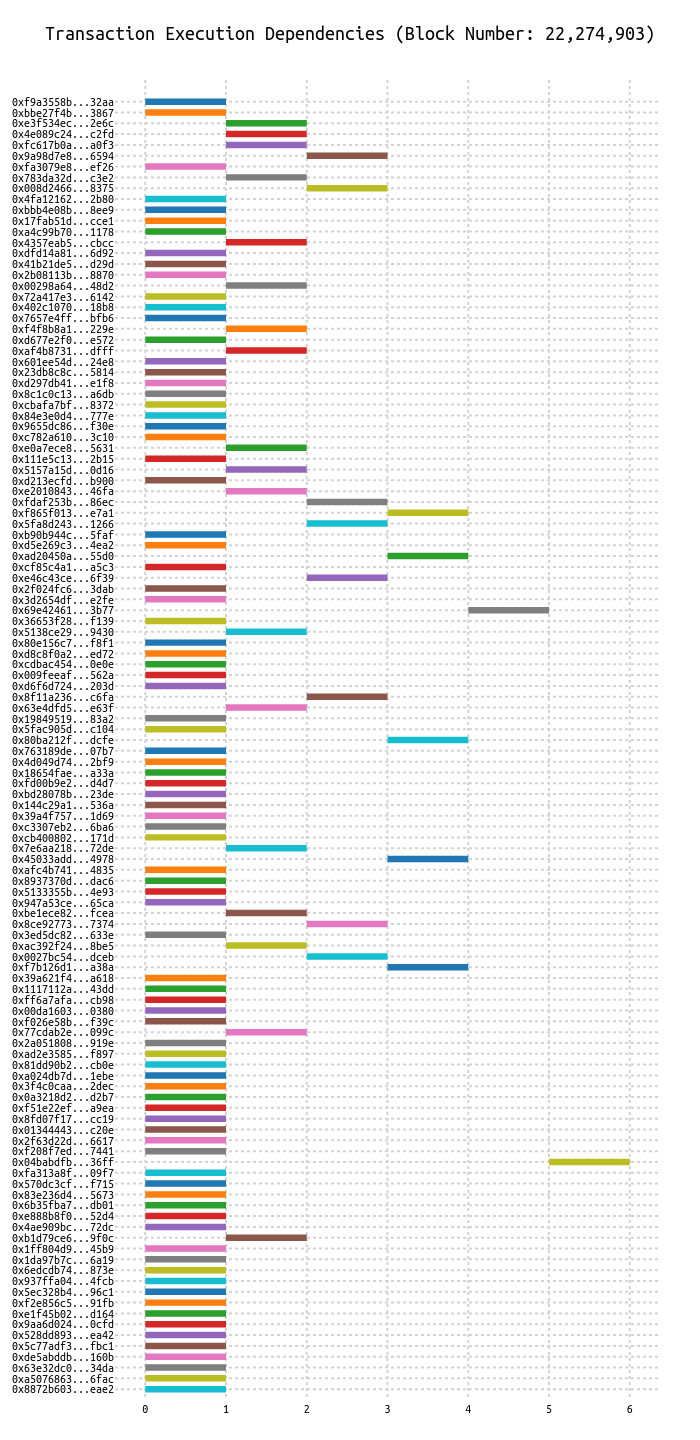 Transaction Execution Dependencies (Block Number: 22,274,903)
0xf9a3558b...32aa
0xbbe27f4b...3867
0xe3f534ec...2e6c
0x4e089c24...c2fd
0xfc617b0a...a0f3
0x9a98d7e8...6594
0xfa3079e8...ef26
0x783da32d...c3e2
0x008d2466...8375
0x4fa12162...2b80
0xbbb4e08b...8ee9
0x17fab51d...cce1
0xa4c99b70...1178
0x4357eab5...cbcc
0xdfd14a81...6d92
0x41b21de5...d29d
0x2b08113b...8870
0x00298a64...48d2
0x72a417e3...6142
0x402c1070...18b8
0x7657e4ff...bfb6
0xf4f8b8a1...229e
0xd677e2f0...e572
0xaf4b8731...dfff
0x601ee54d...24e8
0x23db8c8c...5814
0xd297db41...e1f8
0x8c1c0c13...a6db
0xcbafa7bf...8372
0x84e3e0d4...777e
0x9655dc86...f30e
0xc782a610...3c10
0xe0a7ece8...5631
0x111e5c13...2b15
0x5157a15d...0d16
0xd213ecfd...b900
0xe2010843...46fa
0xfdaf253b...86ec
0xf865f013...e7a1
0x5fa8d243...1266
0xb90b944c...5faf
0xd5e269c3...4ea2
0xad20450a...55d0
0xcf85c4a1...a5c3
0xe46c43ce...6f39
0x2f024fc6...3dab
0x3d2654df...e2fe
0x69e42461...3b77
0x36653f28...f139
0x5138ce29...9430
0x80e156c7...f8f1
0xd8c8f0a2...ed72
0xcdbac454...0e0e
0x009feeaf...562a
0xd6f6d724...203d
0x8f11a236...c6fa
0x63e4dfd5...e63f
0x19849519...83a2
0x5fac905d...c104
0x80ba212f...dcfe
0x763189de...07b7
0x4d049d74...2bf9
0x18654fae...a33a
0xfd00b9e2...d4d7
0xbd28078b...23de
0x144c29a1...536a
0x39a4f757...1d69
0xc3307eb2...6ba6
0xcb400802...171d
0x7e6aa218...72de
0x45033add...4978
0xafc4b741...4835
0x8937370d...dac6
0x5133355b...4e93
0x947a53ce...65ca
0xbe1ece82...fcea
0x8ce92773...7374
0x3ed5dc82...633e
0xac392f24...8be5
0x0027bc54...dceb
0xf7b126d1...a38a
0x39a621f4...a618
0x1117112a...43dd
0xff6a7afa...cb98
0x00da1603...0380
0xf026e58b...f39c
0x77cdab2e...099c
0x2a051808...919e
0xad2e3585...f897
0x81dd90b2...cb0e
0xa024db7d...1ebe
0x3f4c0caa...2dec
0x0a3218d2...d2b7
0xf51e22ef...a9ea
0x8fd07f17...cc19
0x01344443...c20e
0x2f63d22d...6617
0xf208f7ed...7441
0x04babdfb...36ff
0xfa313a8f...09f7
0x570dc3cf...f715
0x83e236d4...5673
0x6b35fba7...db01
0xe888b8f0...52d4
0x4ae909bc...72dc
0xb1d79ce6...9f0c
0x1ff804d9...45b9
0x1da97b7c...6a19
0x6edcdb74...873e
0x937ffa04...4fcb
0x5ec328b4...96c1
0xf2e856c5...91fb
0xe1f45b02...d164
0x9aa6d024...0cfd
0x528dd893...ea42
0x5c77adf3...fbc1
0xde5abddb...160b
0x63e32dc0...34da
0xa5076863...6fac
0x8872b603...eae2
0 1 2 3 4 5 6